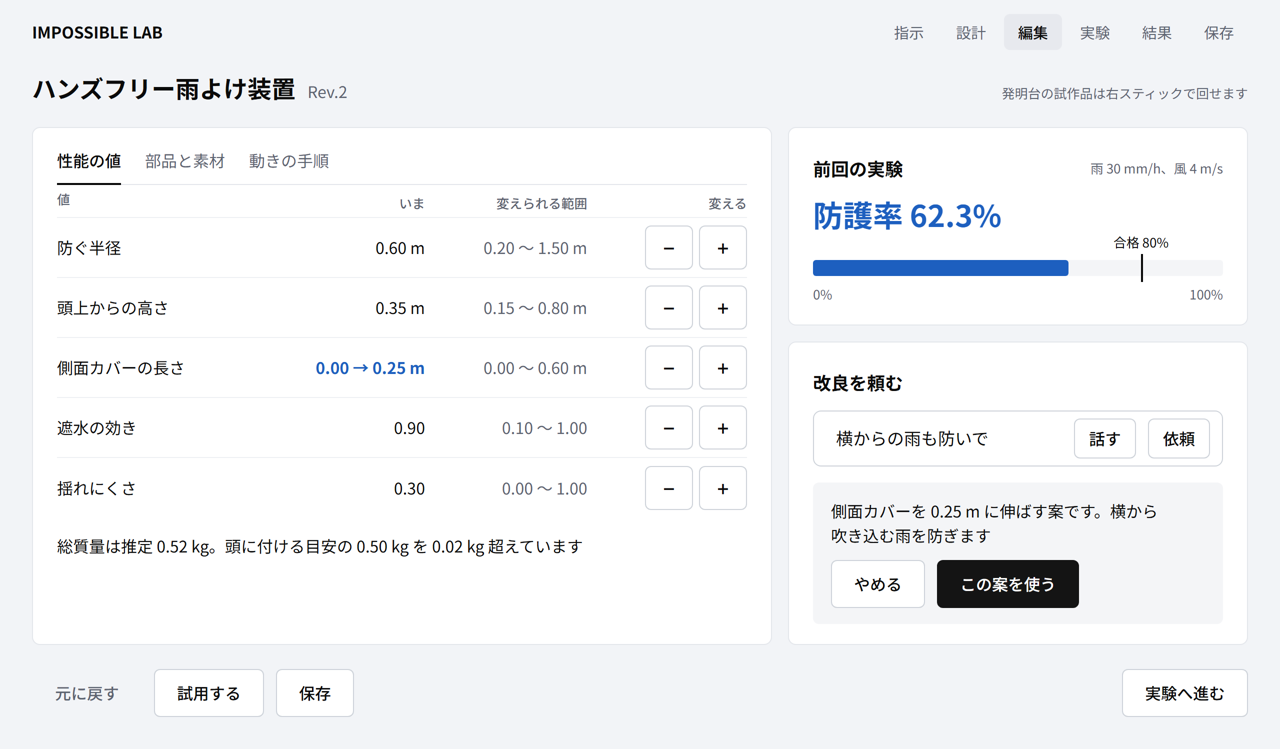 IMPOSSIBLE LAB
指示 設計 編集 実験 結果 保存
ハンズフリー雨よけ装置 Rev.2
発明台の試作品は右スティックで回せます
性能の値 部品と素材 動きの手順
値 いま 変えられる範囲 変える
防ぐ半径 0.60 m 0.20 〜 1.50 m − +
頭上からの高さ 0.35 m 0.15 〜 0.80 m − +
側面カバーの長さ 0.00 → 0.25 m 0.00 〜 0.60 m − +
遮水の効き 0.90 0.10 〜 1.00 − +
揺れにくさ 0.30 0.00 〜 1.00 − +
総質量は推定 0.52 kg。頭に付ける目安の 0.50 kg を 0.02 kg 超えています
前回の実験 雨 30 mm/h、風 4 m/s
防護率 62.3%
合格 80%
0% 100%
改良を頼む
横からの雨も防いで 話す 依頼
側面カバーを 0.25 m に伸ばす案です。横から
吹き込む雨を防ぎます
やめる この案を使う
元に戻す 試用する 保存 実験へ進む